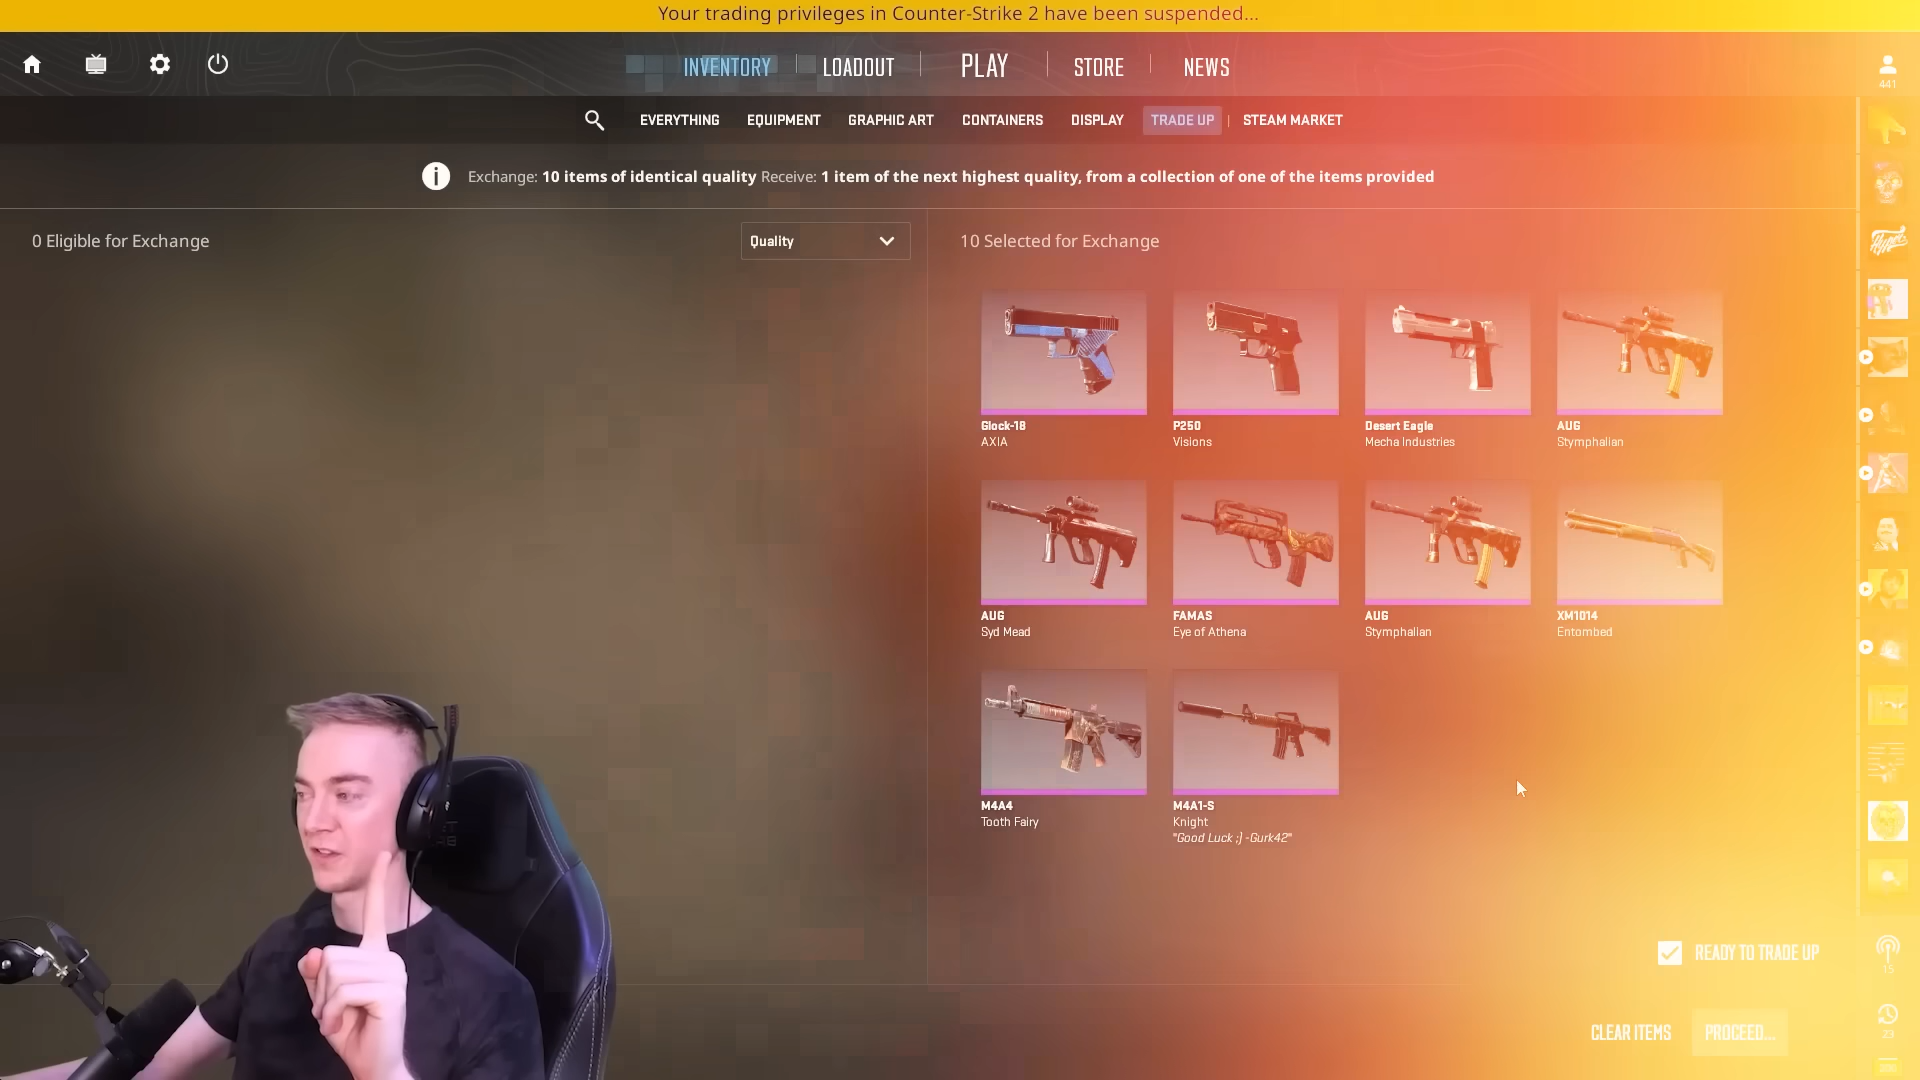 Your trading privileges in Counter-Strike 2 have been suspended...
INVENTORY
LOADOUT
PLAY
STORE
NEWS
441
EVERYTHING
EQUIPMENT
GRAPHIC ART
CONTAINERS
DISPLAY
TRADE UP
STEAM MARKET
Exchange: 10 items of identical quality Receive: 1 item of the next highest quality, from a collection of one of the items provided
0 Eligible for Exchange
Quality
10 Selected for Exchange
Glock-18
AXIA
P250
Visions
Desert Eagle
Mecha Industries
AUG
Stymphalian
AUG
Syd Mead
FAMAS
Eye of Athena
AUG
Stymphalian
XM1014
Entombed
M4A4
Tooth Fairy
M4A1-S
Knight
"Good Luck ;] -Gurk42"
READY TO TRADE UP
15
CLEAR ITEMS
PROCEED...
23